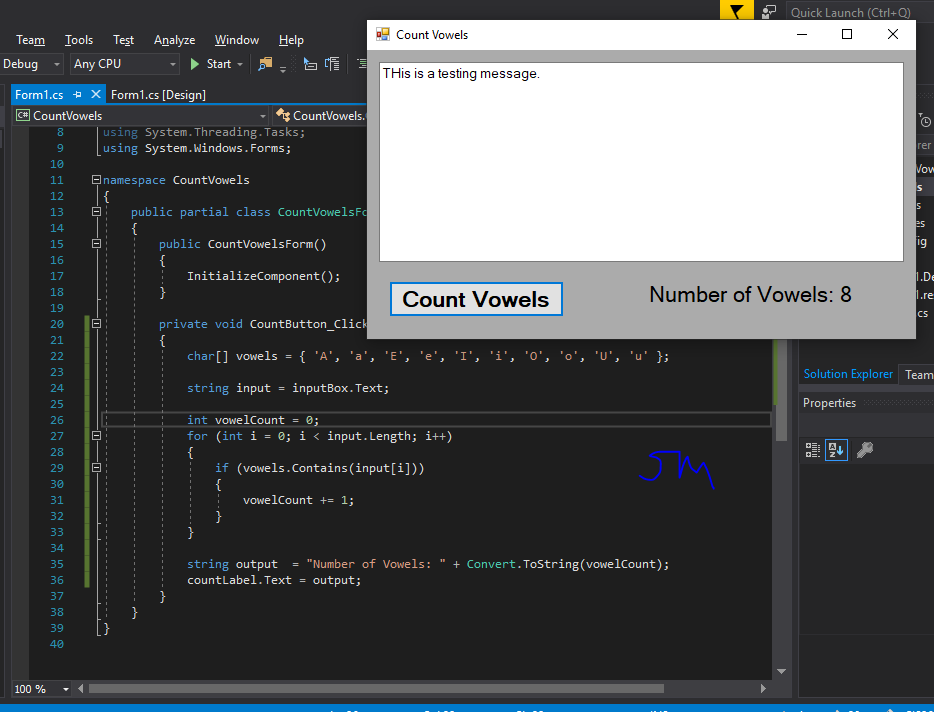 Quick Launch (Ctrl+Q)
Count Vowels
Team Tools Test Analyze Window Help
Debug Any CPU Start
THis is a testing message.
Form1.cs Form1.cs [Design]
C# CountVowels CountVowels.
8 using System.Threading.Tasks;
9 using System.Windows.Forms;
10
11 namespace CountVowels
12 {
13 public partial class CountVowelsFo
14 {
15 public CountVowelsForm()
16 {
17 InitializeComponent();
18 }
19
Count Vowels Number of Vowels: 8
20 private void CountButton_Click
21 {
22 char[] vowels = { 'A', 'a', 'E', 'e', 'I', 'i', 'O', 'o', 'U', 'u' };
23
24 string input = inputBox.Text;
25
26 int vowelCount = 0;
27 for (int i = 0; i < input.Length; i++)
28 {
29 if (vowels.Contains(input[i]))
30 {
31 vowelCount += 1;
32 }
33 }
34
35 string output = "Number of Vowels: " + Convert.ToString(vowelCount);
36 countLabel.Text = output;
37 }
38 }
39 }
40
Solution Explorer Team
Properties
JM
100 %